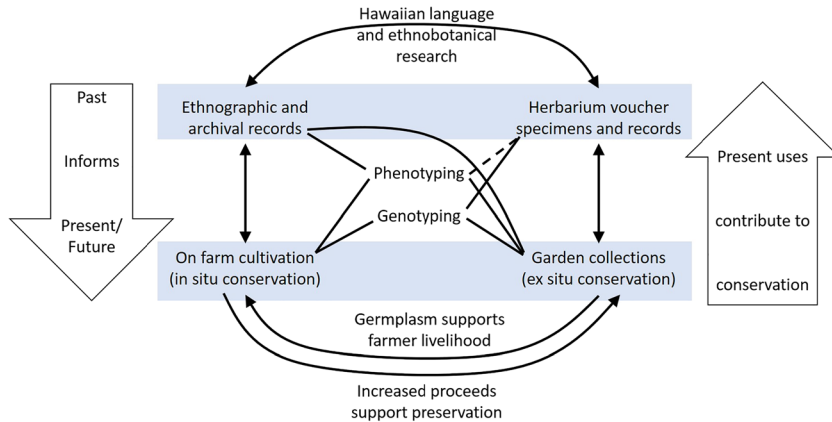 Hawaiian language
and ethnobotanical
research
Past
Informs
Present/
Future
Ethnographic and
archival records
Herbarium voucher
specimens and records
Phenotyping
Genotyping
On farm cultivation
(in situ conservation)
Garden collections
(ex situ conservation)
Present uses
contribute to
conservation
Germplasm supports
farmer livelihood
Increased proceeds
support preservation